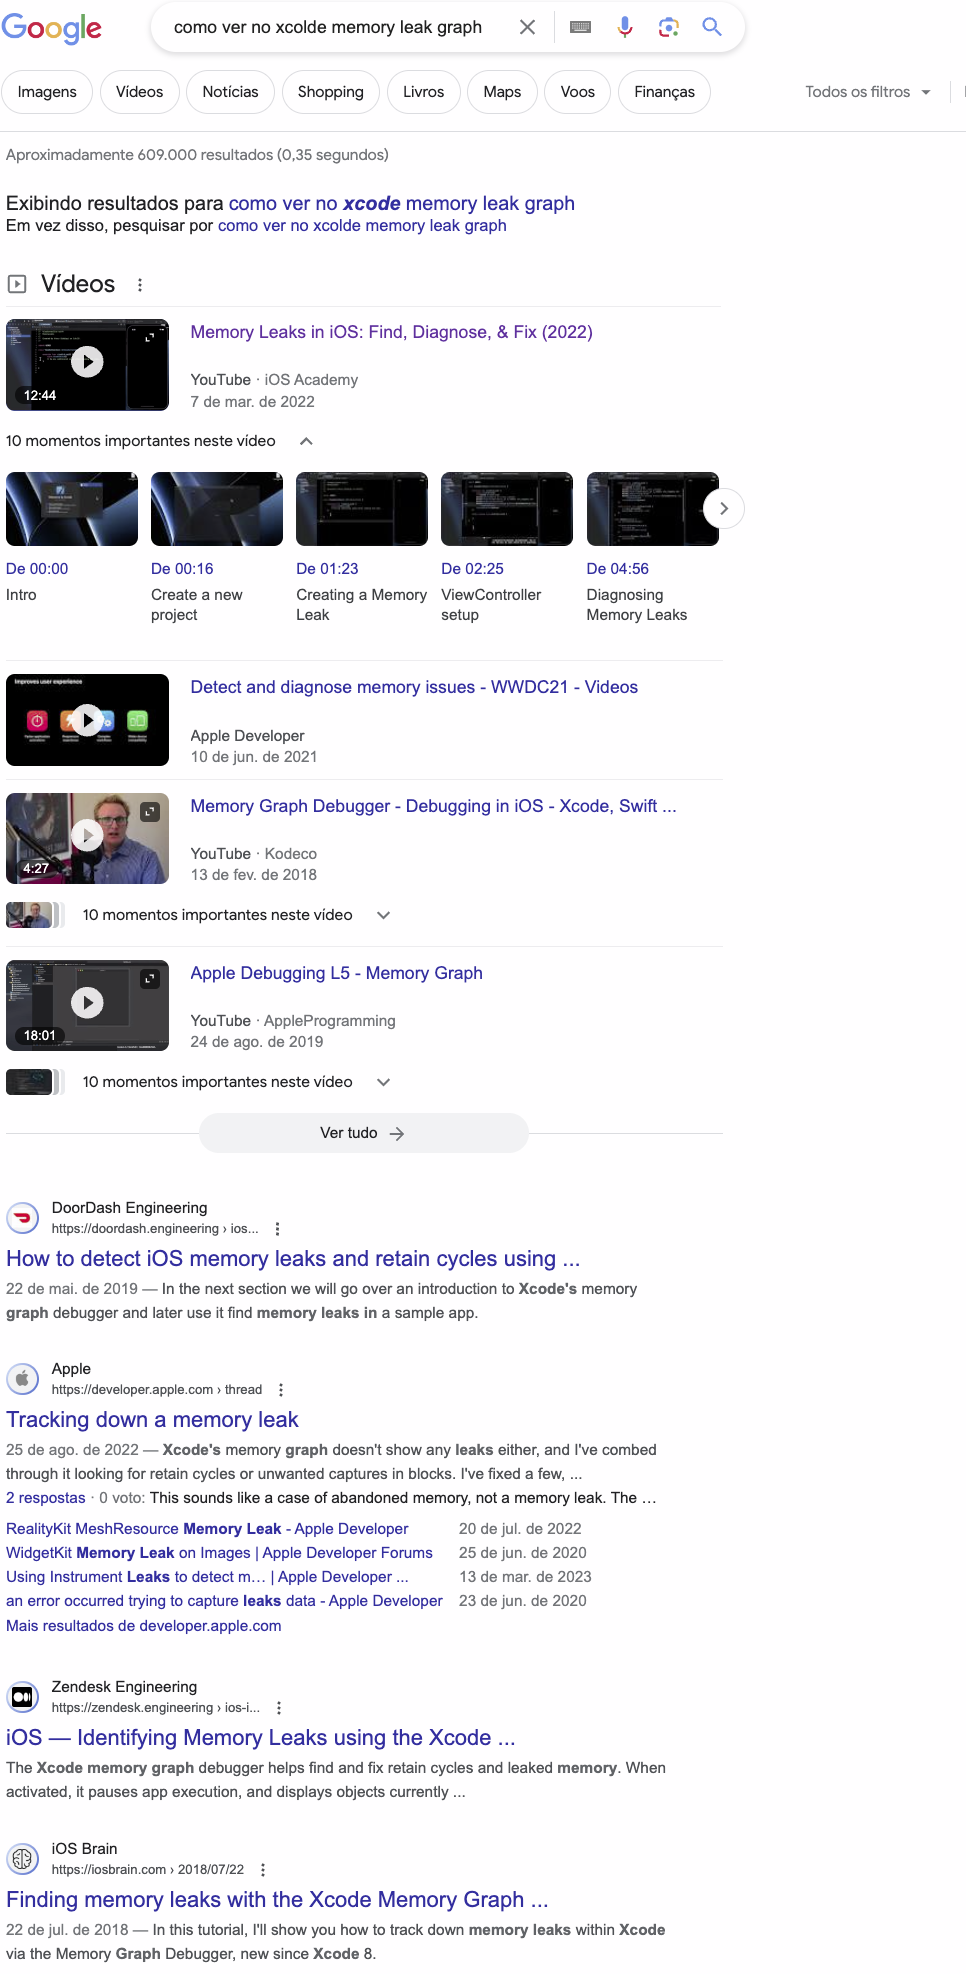 Google
como ver no xcolde memory leak graph
Imagens Vídeos Notícias Shopping Livros Maps Voos Finanças Todos os filtros
Aproximadamente 609.000 resultados (0,35 segundos)
Exibindo resultados para como ver no xcode memory leak graph
Em vez disso, pesquisar por como ver no xcolde memory leak graph
Vídeos
Memory Leaks in iOS: Find, Diagnose, & Fix (2022)
YouTube · iOS Academy
12:44
7 de mar. de 2022
10 momentos importantes neste vídeo
De 00:00 De 00:16 De 01:23 De 02:25 De 04:56
Intro Create a new Creating a Memory ViewController Diagnosing
project Leak setup Memory Leaks
Improves user experience
Detect and diagnose memory issues - WWDC21 - Videos
Apple Developer
10 de jun. de 2021
Memory Graph Debugger - Debugging in iOS - Xcode, Swift ...
YouTube · Kodeco
4:27
13 de fev. de 2018
10 momentos importantes neste vídeo
Apple Debugging L5 - Memory Graph
YouTube · AppleProgramming
18:01
24 de ago. de 2019
10 momentos importantes neste vídeo
Ver tudo
DoorDash Engineering
https://doordash.engineering › ios...
How to detect iOS memory leaks and retain cycles using ...
22 de mai. de 2019 — In the next section we will go over an introduction to Xcode's memory
graph debugger and later use it find memory leaks in a sample app.
Apple
https://developer.apple.com › thread
Tracking down a memory leak
25 de ago. de 2022 — Xcode's memory graph doesn't show any leaks either, and I've combed
through it looking for retain cycles or unwanted captures in blocks. I've fixed a few, ...
2 respostas · 0 voto: This sounds like a case of abandoned memory, not a memory leak. The ...
RealityKit MeshResource Memory Leak - Apple Developer 20 de jul. de 2022
WidgetKit Memory Leak on Images | Apple Developer Forums 25 de jun. de 2020
Using Instrument Leaks to detect m… | Apple Developer ... 13 de mar. de 2023
an error occurred trying to capture leaks data - Apple Developer 23 de jun. de 2020
Mais resultados de developer.apple.com
Zendesk Engineering
https://zendesk.engineering › ios-i...
iOS — Identifying Memory Leaks using the Xcode ...
The Xcode memory graph debugger helps find and fix retain cycles and leaked memory. When
activated, it pauses app execution, and displays objects currently ...
iOS Brain
https://iosbrain.com › 2018/07/22
Finding memory leaks with the Xcode Memory Graph ...
22 de jul. de 2018 — In this tutorial, I'll show you how to track down memory leaks within Xcode
via the Memory Graph Debugger, new since Xcode 8.